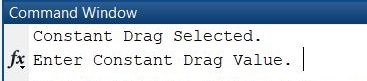 Command Window
Constant Drag Selected.
fx Enter Constant Drag Value.